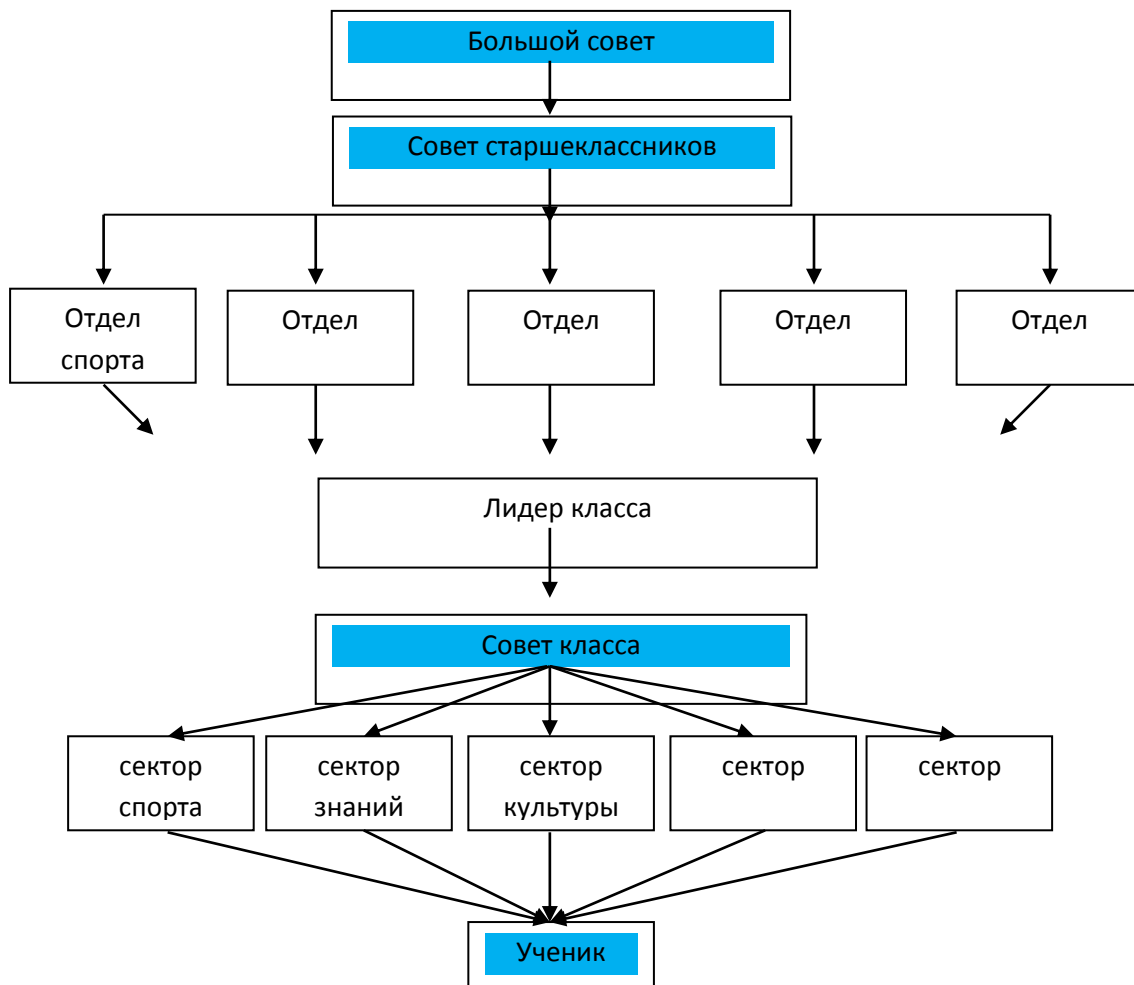 Большой совет
Совет старшеклассников
Отдел
спорта
Отдел
Отдел
Отдел
Отдел
Лидер класса
Совет класса
сектор
спорта
сектор
знаний
сектор
культуры
сектор
сектор
Ученик